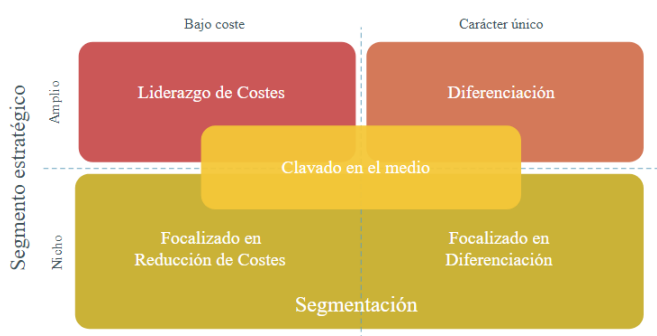 Bajo coste
Carácter único
Segmento estratégico
Amplio
Liderazgo de Costes
Diferenciación
Clavado en el medio
Nicho
Focalizado en
Reducción de Costes
Focalizado en
Diferenciación
Segmentación